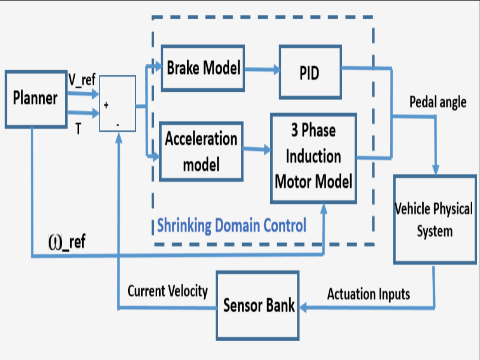 V_ref
Planner
T
+
-
Brake Model
PID
Acceleration
model
3 Phase
Induction
Motor Model
Pedal angle
Shrinking Domain Control
Vehicle Physical
System
ω_ref
Current Velocity
Sensor Bank
Actuation Inputs